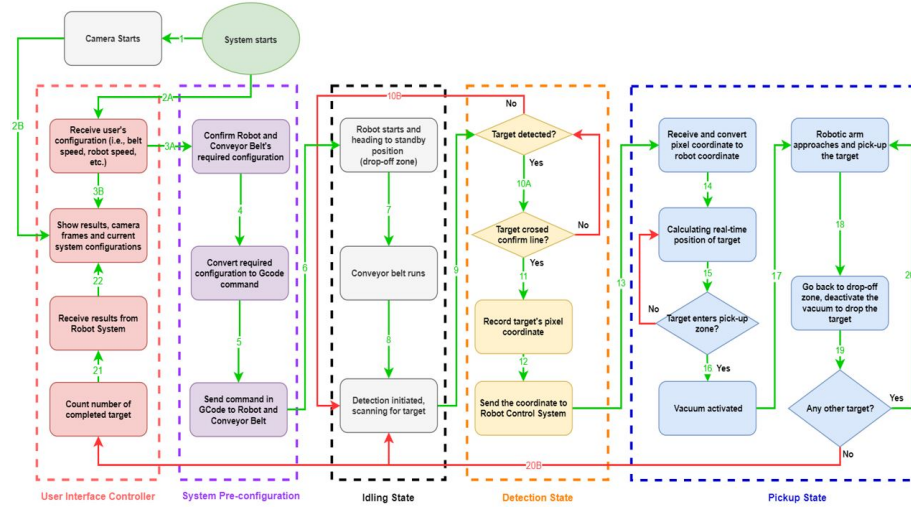 Camera Starts
1
System starts
2A
2B
Receive user's
configuration (i.e., belt
speed, robot speed,
etc.)
3A
3B
Show results, camera
frames and current
system configurations
22
Receive results from
Robot System
21
Count number of
completed target
User Interface Controller
Confirm Robot and
Conveyor Belt's
required configuration
4
Convert required
configuration to Gcode
command
5
Send command in
GCode to Robot and
Conveyor Belt
System Pre-configuration
6
Robot starts and
heading to standby
position
(drop-off zone)
7
Conveyor belt runs
8
Detection initiated,
scanning for target
Idling State
9
10B
No
Target detected?
Yes
10A
Target crosed
confirm line?
No
Yes
11
Record target's pixel
coordinate
12
Send the coordinate to
Robot Control System
Detection State
13
Receive and convert
pixel coordinate to
robot coordinate
14
Calculating real-time
position of target
15
No
Target enters pick-up
zone?
16
Yes
Vacuum activated
17
Robotic arm
approaches and pick-up
the target
18
Go back to drop-off
zone, deactivate the
vacuum to drop the
target
19
Any other target?
Yes
No
20B
Pickup State